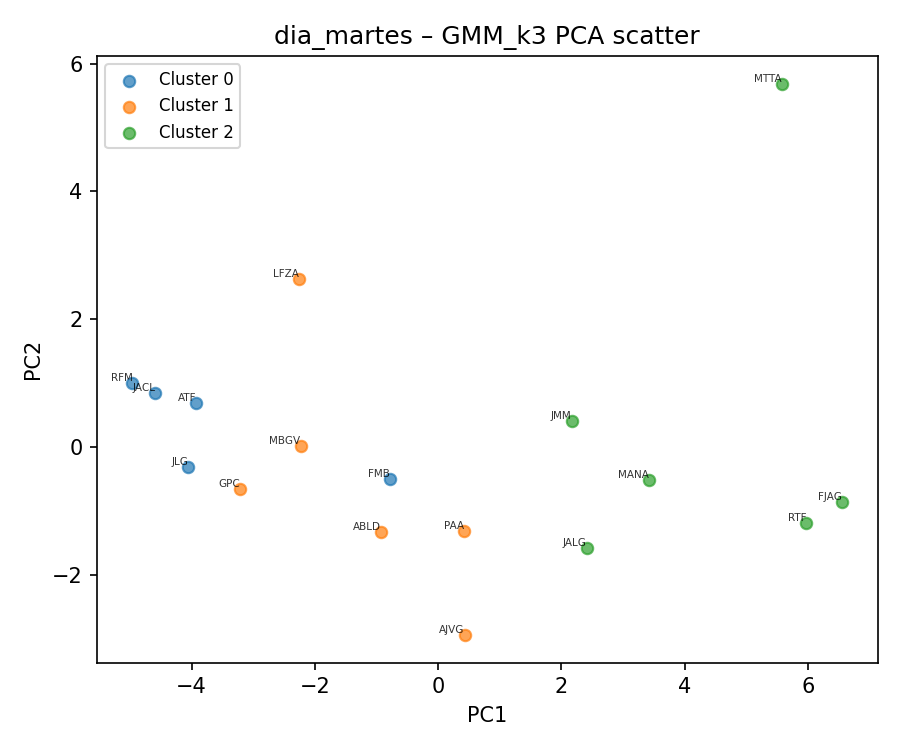 dia_martes – GMM_k3 PCA scatter
Cluster 0
Cluster 1
Cluster 2
6
4
2
0
−2
PC2
MTTA
LFZA
RFM
JACL
ATF
JMM
MBGV
JLG
FMB
MANA
GPC
FJAG
RTF
ABLD
PAA
JALG
AJVG
−4
−2
0
2
4
6
PC1